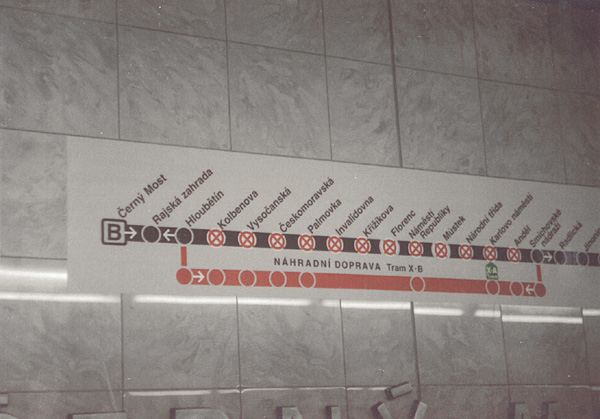 B
Černý Most
Rajská zahrada
Hloubětín
Kolbenova
Vysočanská
Českomoravská
Palmovka
Invalidovna
Křižíkova
Florenc
Náměstí
Republiky
Můstek
Národní třída
Karlovo náměstí
Anděl
Smíchovské
nádraží
Radlická
NÁHRADNÍ DOPRAVA Tram X-B
X-A